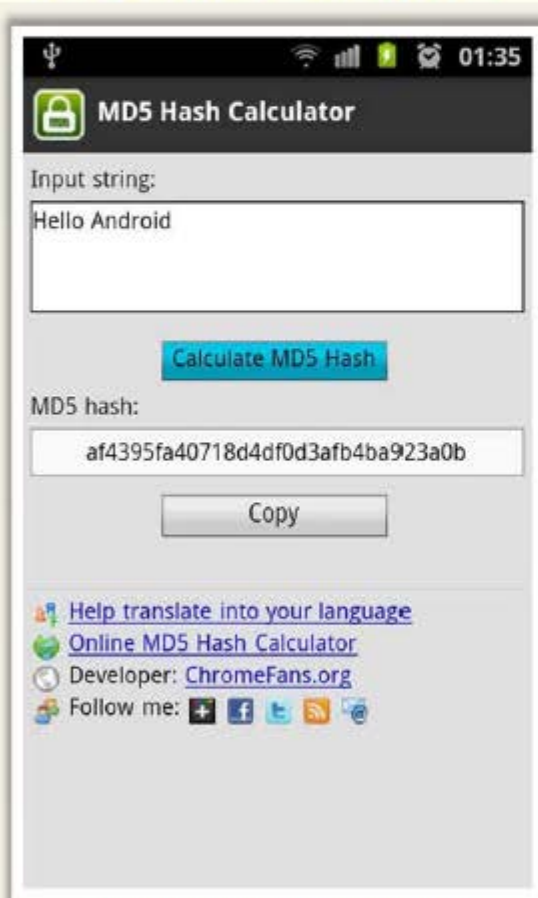 01:35
MD5 Hash Calculator
Input string:
Hello Android
Calculate MD5 Hash
MD5 hash:
af4395fa40718d4df0d3afb4ba923a0b
Copy
Help translate into your language
Online MD5 Hash Calculator
Developer: ChromeFans.org
Follow me: